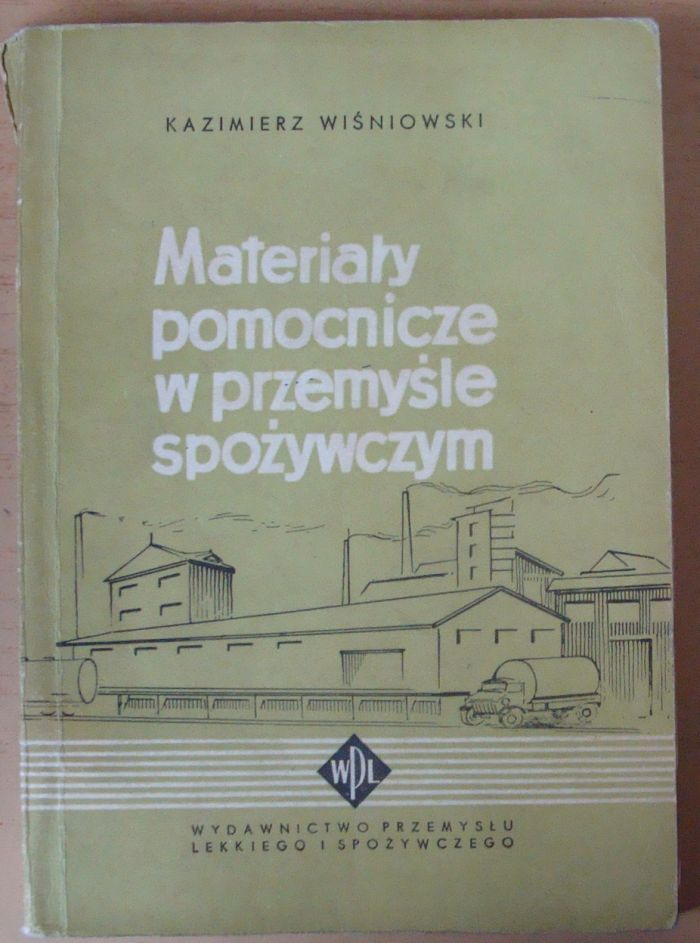 KAZIMIERZ WIŚNIOWSKI
Materiały
pomocnicze
w przemyśle
spożywczym
WPL
WYDAWNICTWO PRZEMYSŁU
LEKKIEGO I SPOŻYWCZEGO